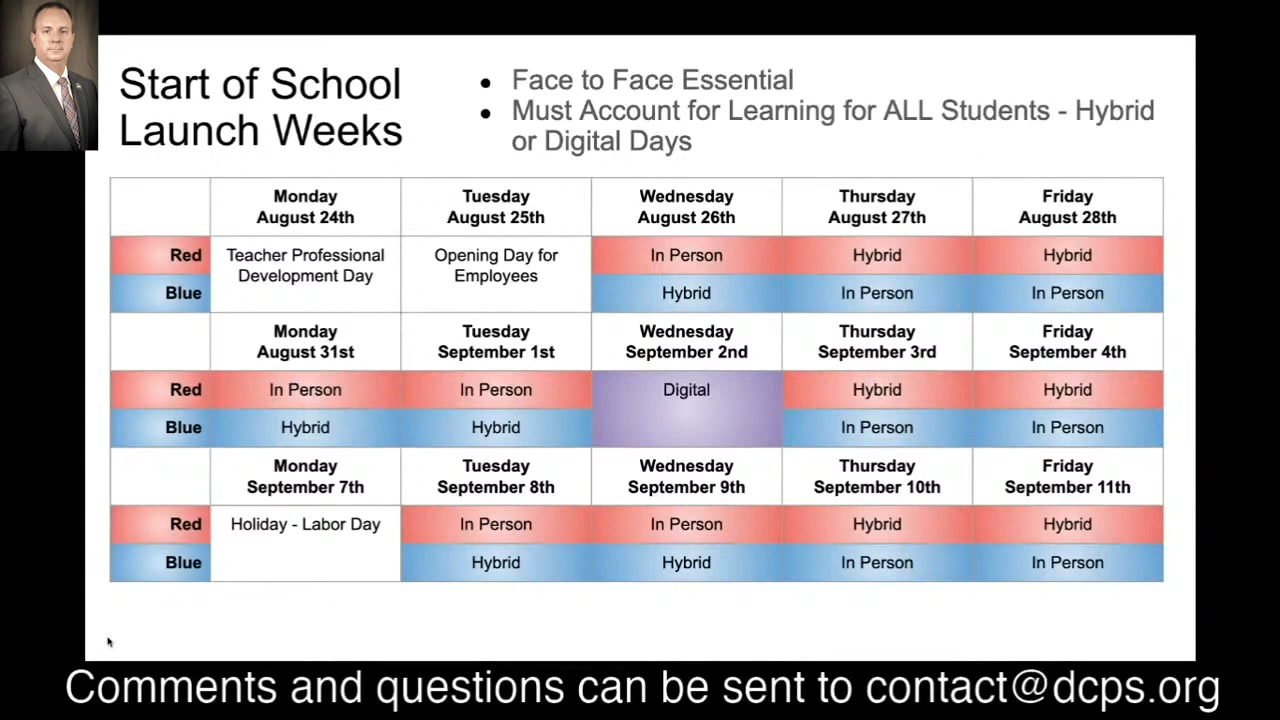 Start of School
Launch Weeks
• Face to Face Essential
• Must Account for Learning for ALL Students - Hybrid
or Digital Days
Monday Tuesday Wednesday Thursday Friday
August 24th August 25th August 26th August 27th August 28th
Red Teacher Professional Opening Day for In Person Hybrid Hybrid
Development Day Employees
Blue Hybrid In Person In Person
Monday Tuesday Wednesday Thursday Friday
August 31st September 1st September 2nd September 3rd September 4th
Red In Person In Person Digital Hybrid Hybrid
Blue Hybrid Hybrid In Person In Person
Monday Tuesday Wednesday Thursday Friday
September 7th September 8th September 9th September 10th September 11th
Red Holiday - Labor Day In Person In Person Hybrid Hybrid
Blue Hybrid Hybrid In Person In Person
Comments and questions can be sent to contact@dcps.org